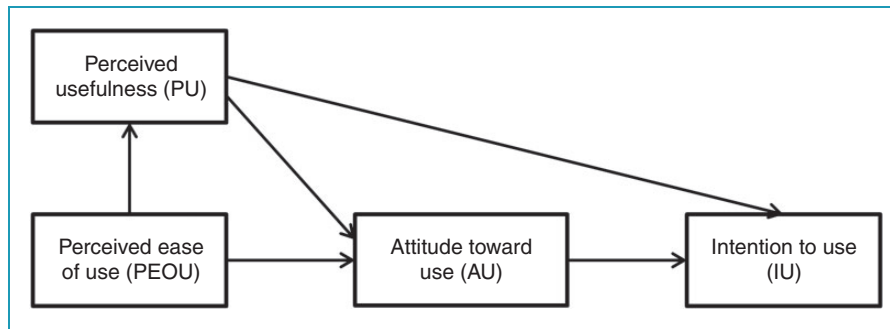 Perceived
usefulness (PU)
Perceived ease
of use (PEOU)
Attitude toward
use (AU)
Intention to use
(IU)